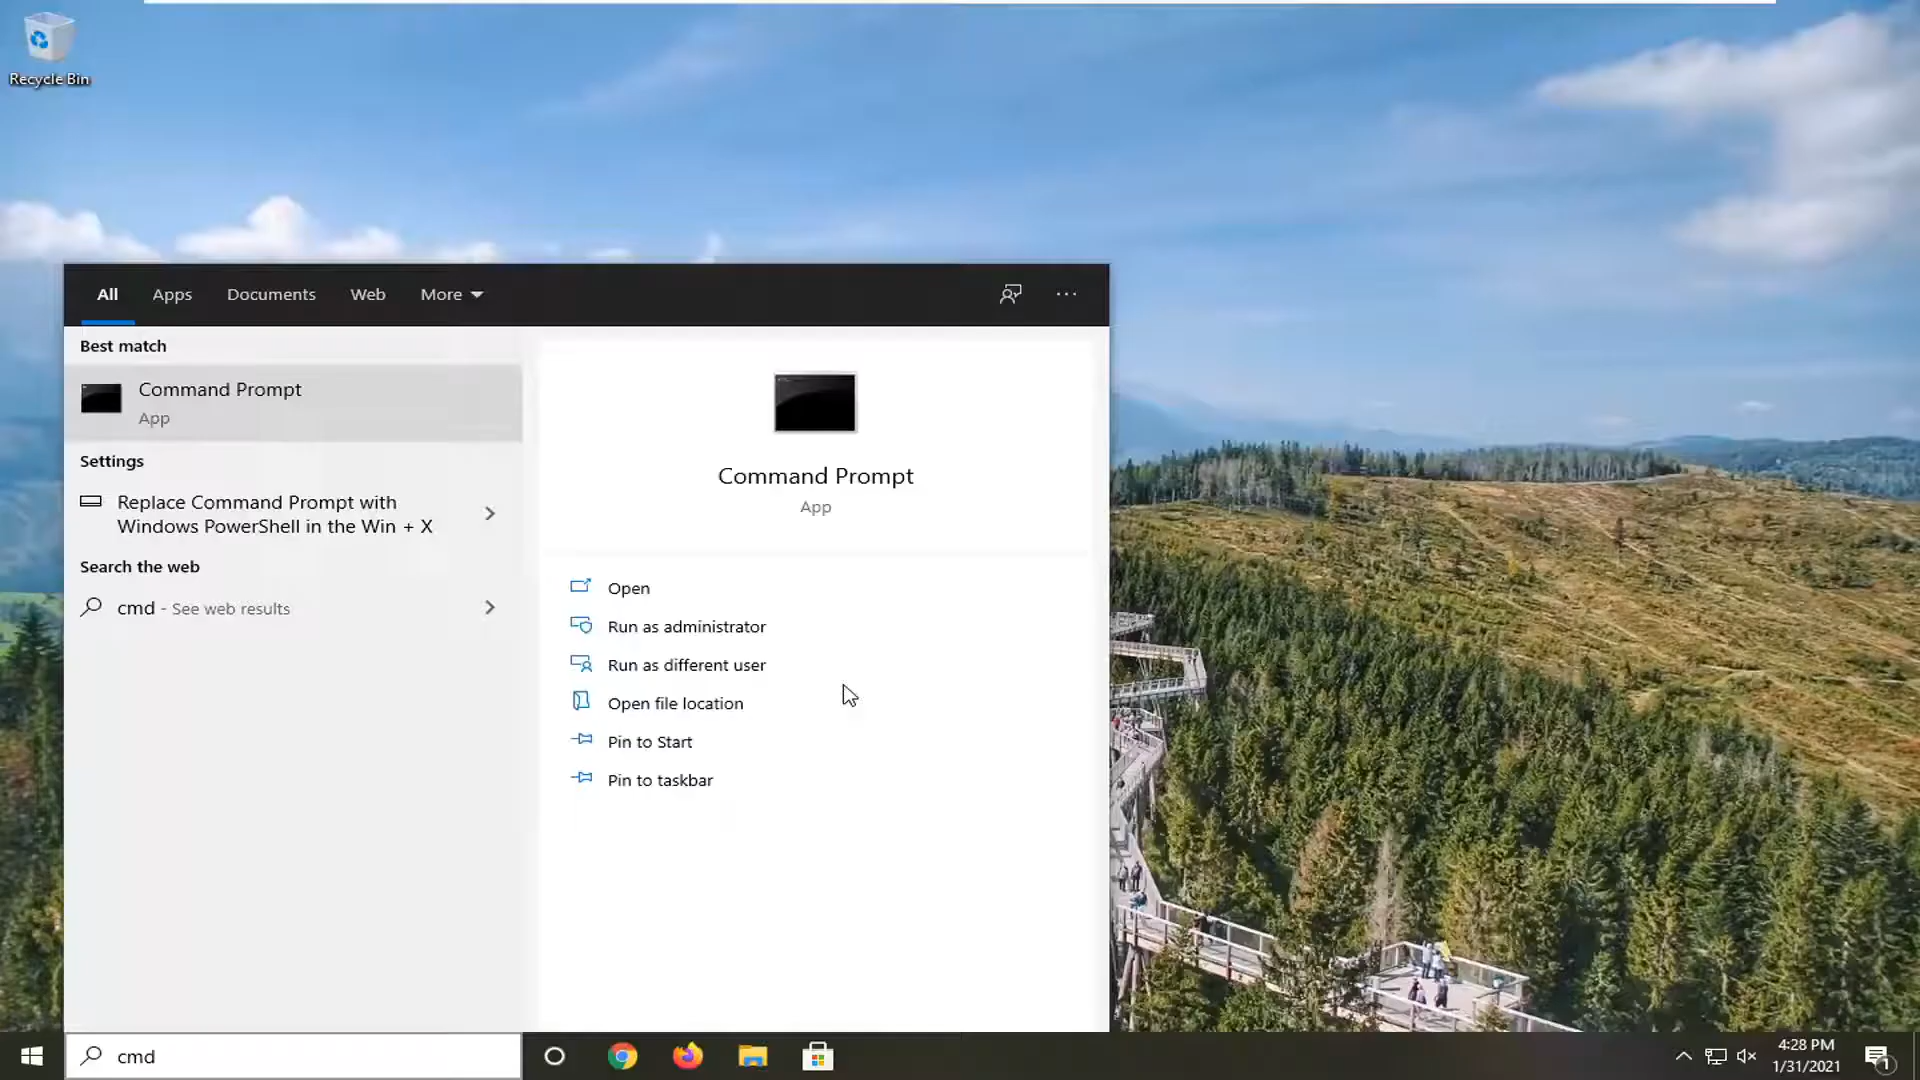 Recycle Bin
All Apps Documents Web More
Best match
Command Prompt
App
Settings
Replace Command Prompt with
Windows PowerShell in the Win + X
Search the web
cmd - See web results
Command Prompt
App
Open
Run as administrator
Run as different user
Open file location
Pin to Start
Pin to taskbar
cmd
4:28 PM
1/31/2021
1